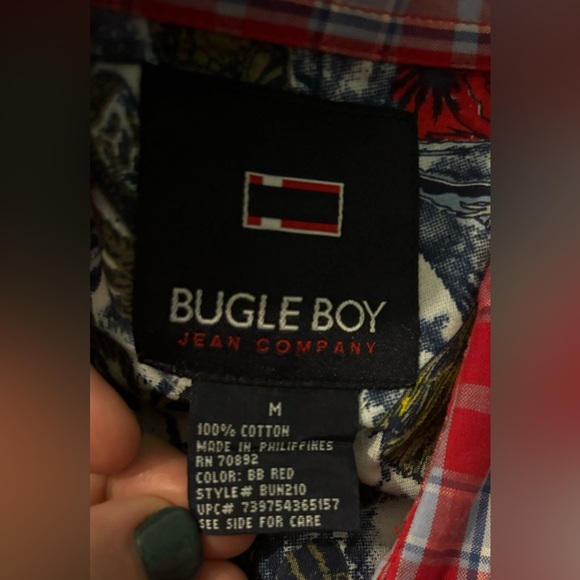 BUGLE BOY
JEAN COMPANY
M
100% COTTON
MADE IN PHILIPPINES
RN 70892
COLOR: BB RED
STYLE# BUN210
UPC# 739754365157
SEE SIDE FOR CARE